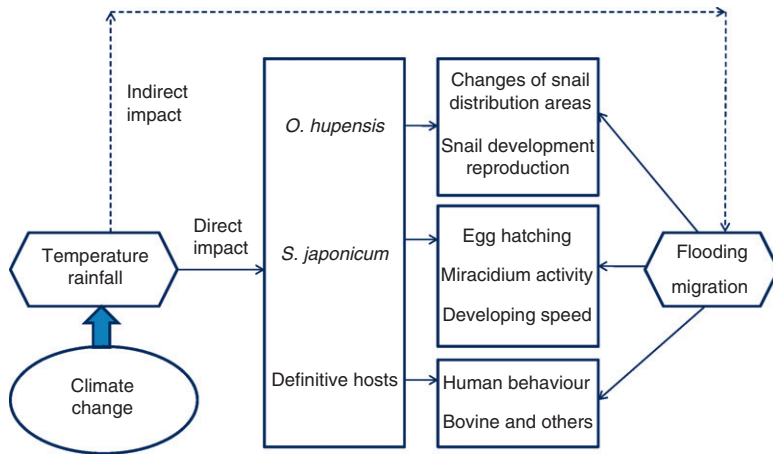 Indirect
impact
Direct
impact
Temperature
rainfall
Climate
change
O. hupensis
S. japonicum
Definitive hosts
Changes of snail
distribution areas
Snail development
reproduction
Egg hatching
Miracidium activity
Developing speed
Human behaviour
Bovine and others
Flooding
migration